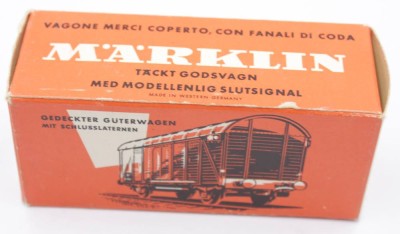 VAGONE MERCI COPERTO, CON FANALI DI CODA
MÄRKLIN
TÄCKT GODSVAGN
MED MODELLENLIG SLUTSIGNAL
MADE IN WESTERN GERMANY
GEDECKTER GÜTERWAGEN
MIT SCHLUSSLATERNEN